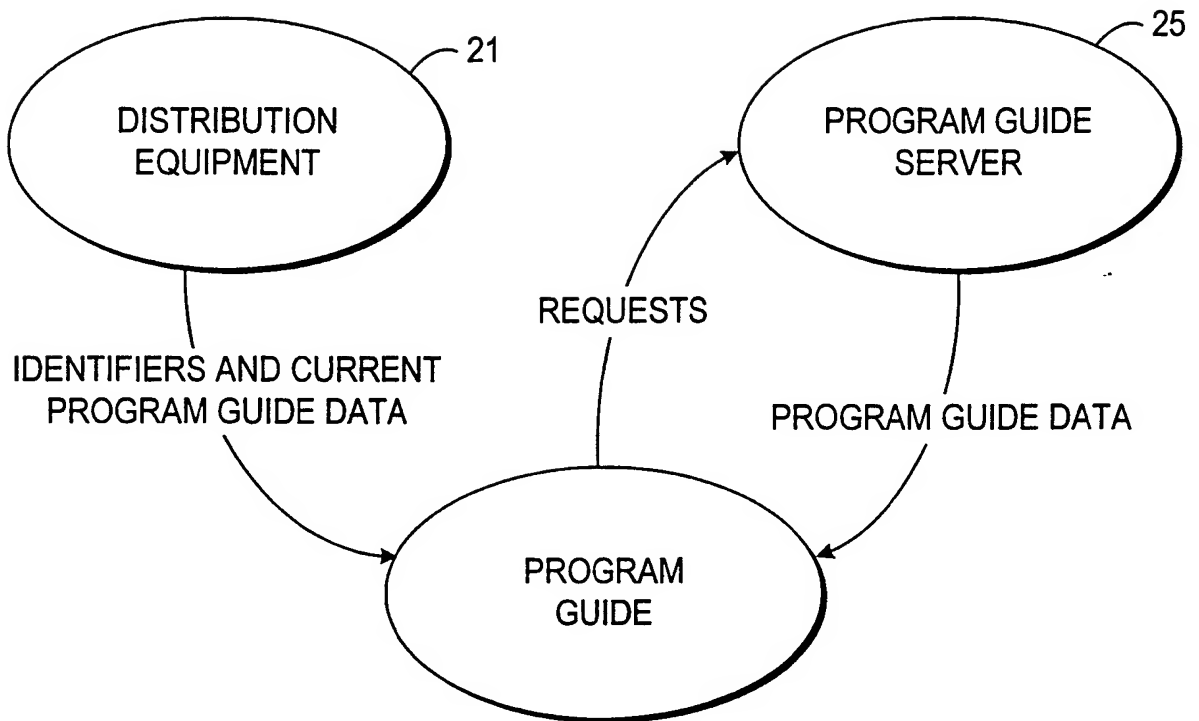 21
DISTRIBUTION
EQUIPMENT
25
PROGRAM GUIDE
SERVER
REQUESTS
IDENTIFIERS AND CURRENT
PROGRAM GUIDE DATA
PROGRAM GUIDE DATA
PROGRAM
GUIDE